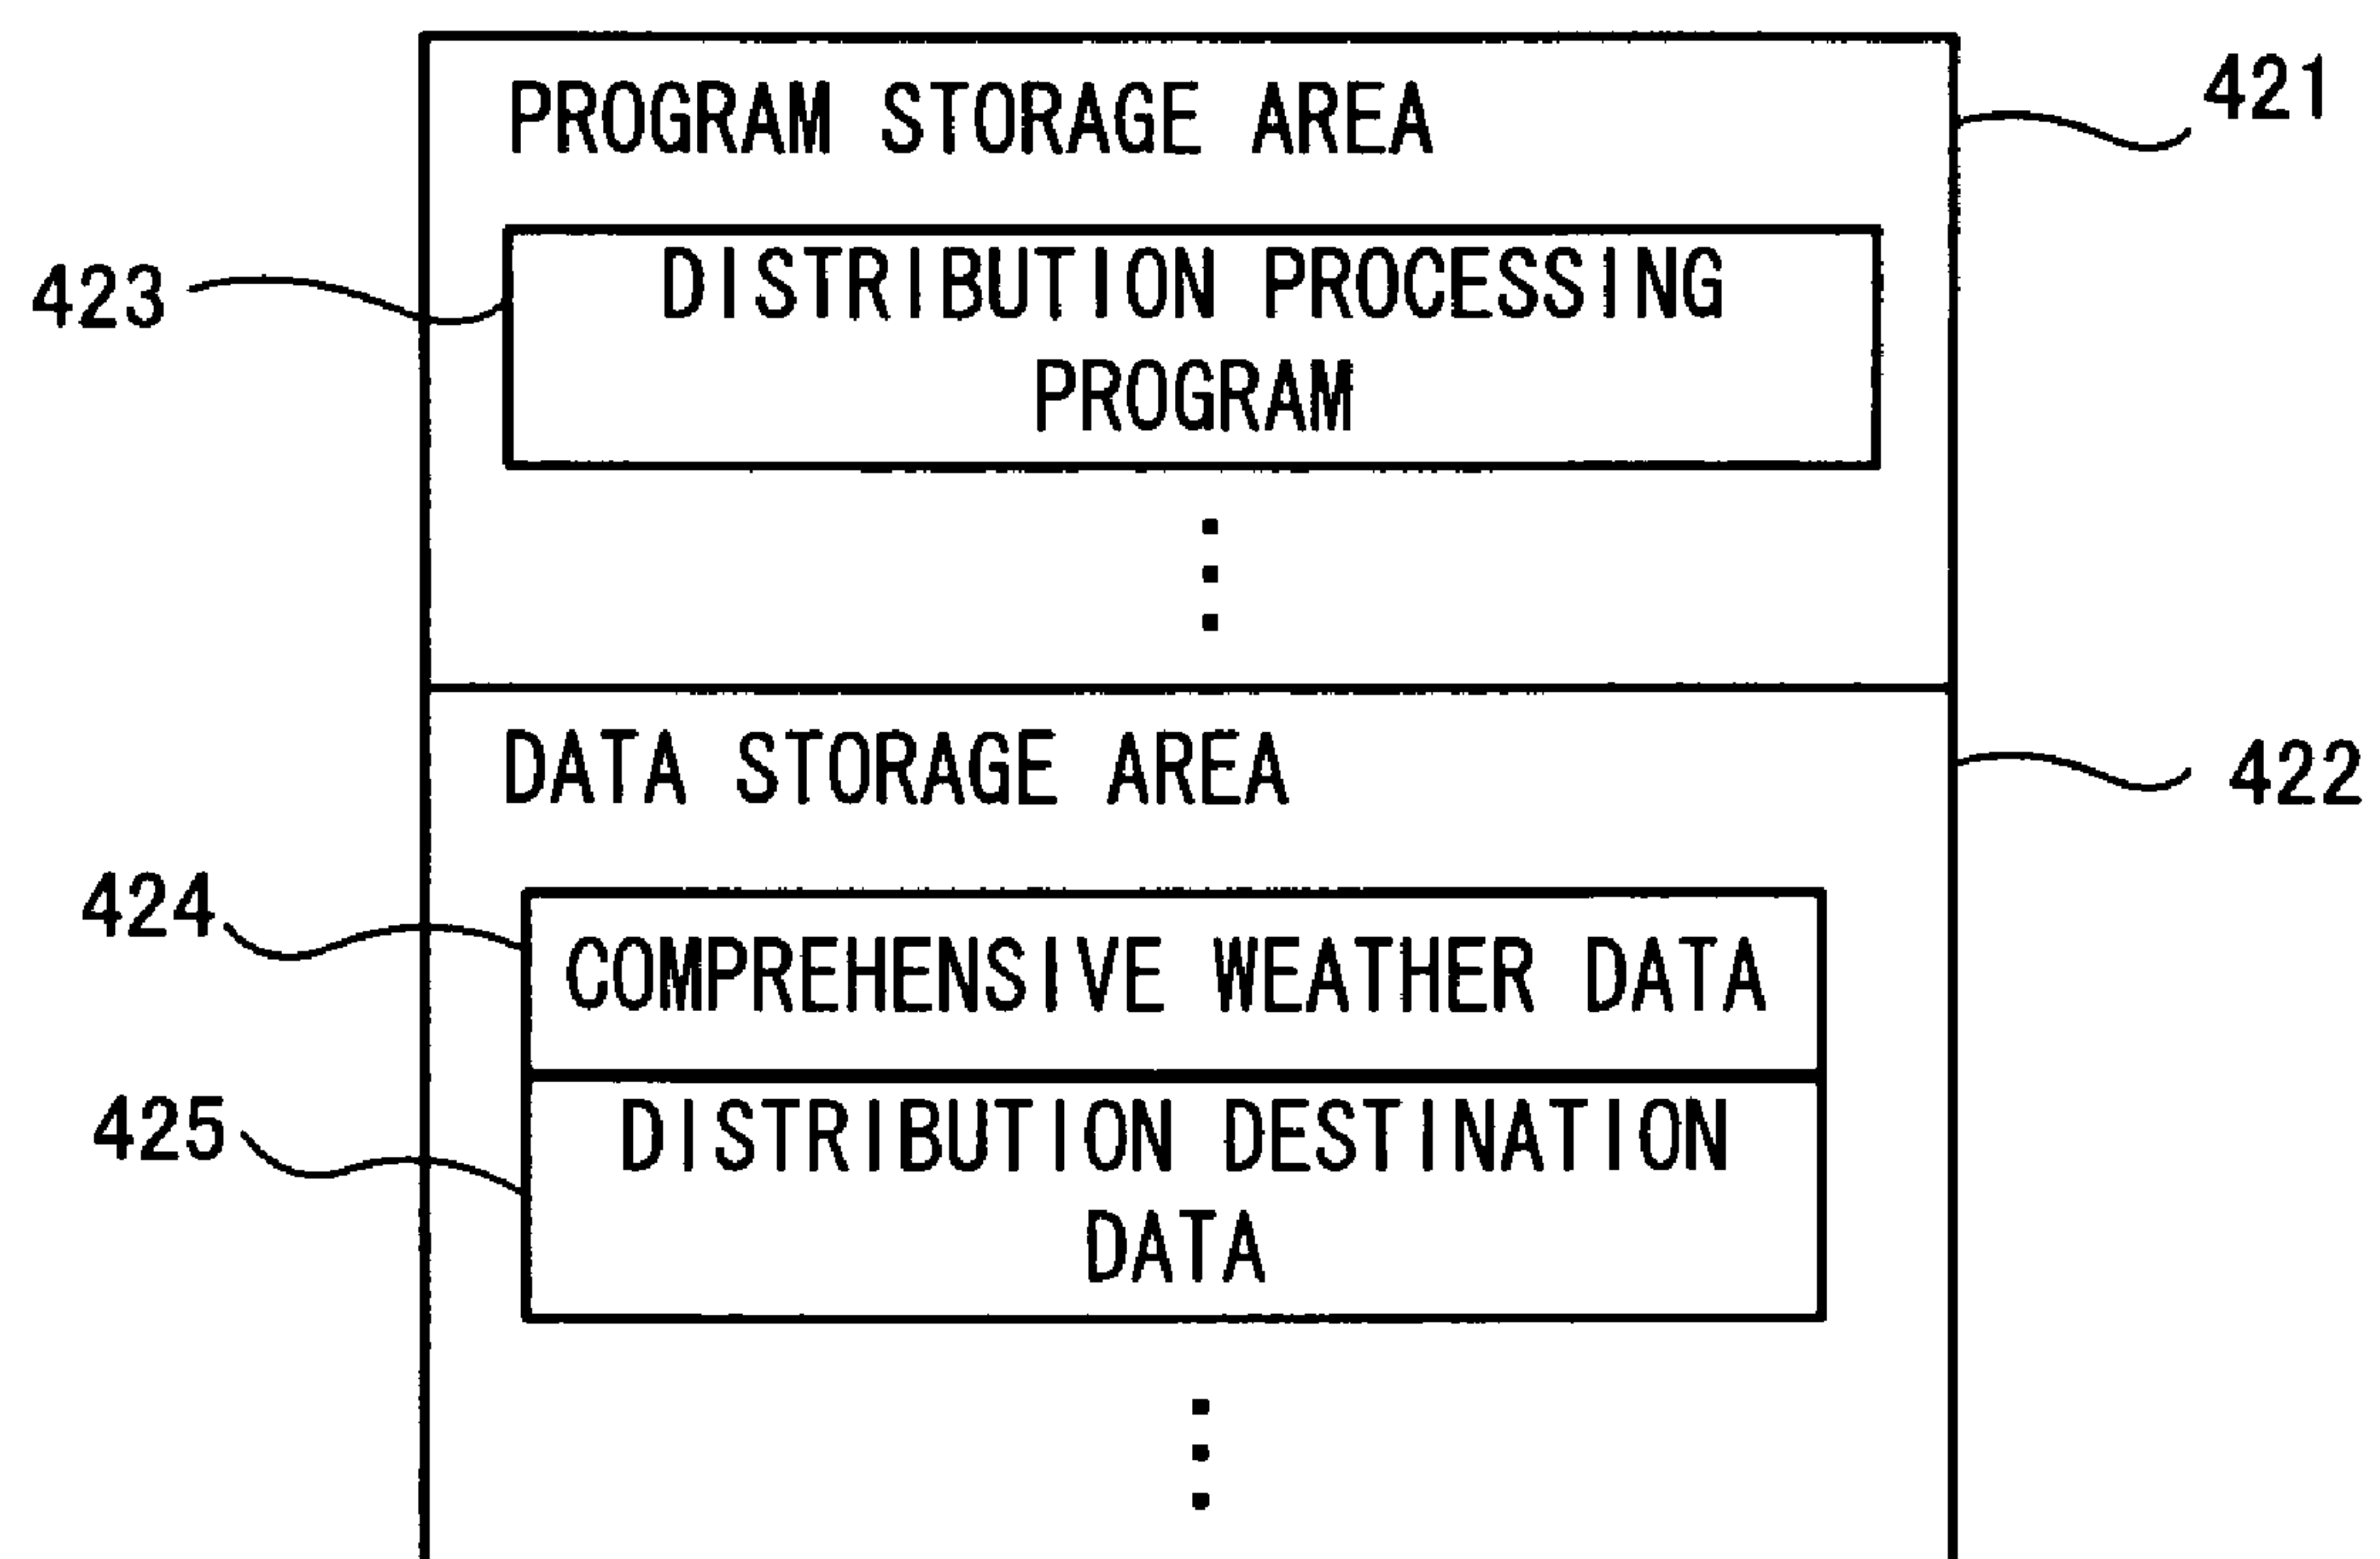 PROGRAM STORAGE AREA
421
423
DISTRIBUTION PROCESSING
PROGRAM
DATA STORAGE AREA
422
424
COMPREHENSIVE WEATHER DATA
425
DISTRIBUTION DESTINATION
DATA